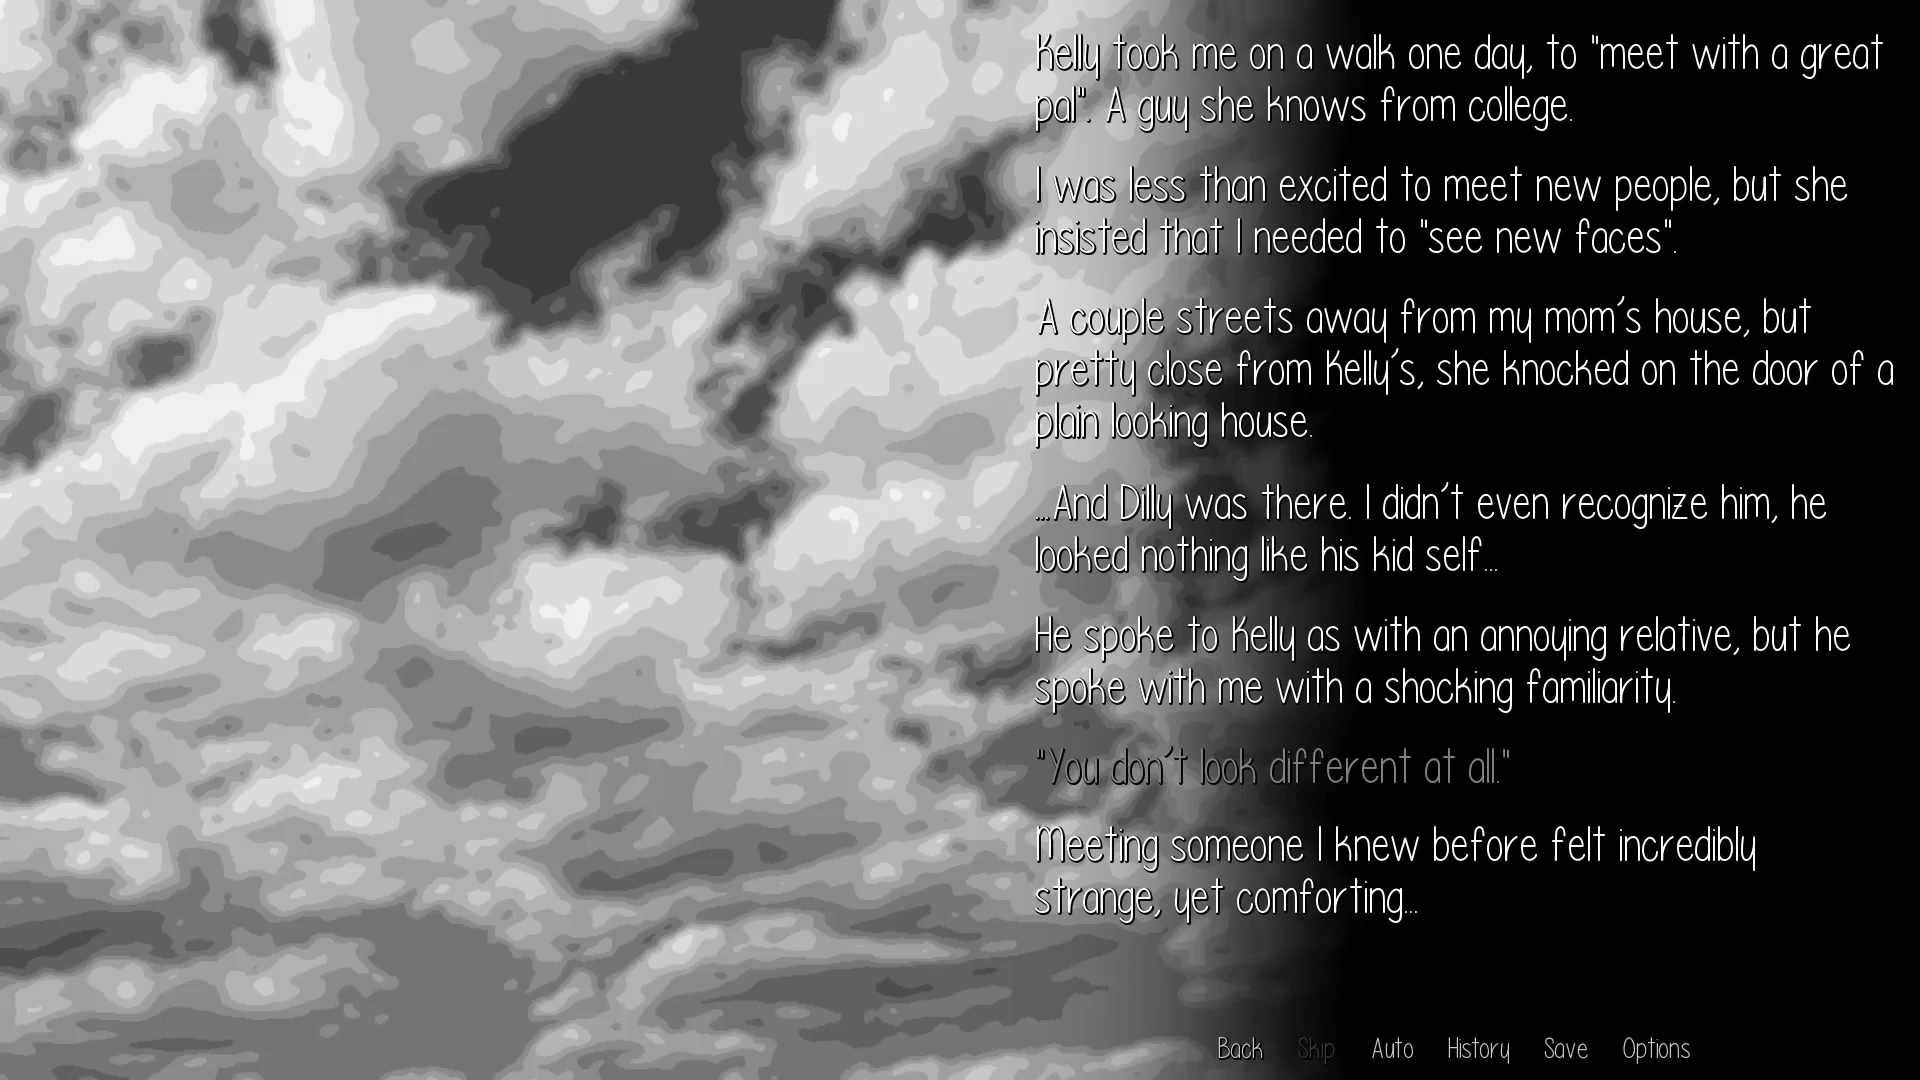 Kelly took me on a walk one day, to "meet with a great
pal". A guy she knows from college.
I was less than excited to meet new people, but she
insisted that I needed to "see new faces".
A couple streets away from my mom's house, but
pretty close from Kelly's, she knocked on the door of a
plain looking house.
...And Dilly was there. I didn't even recognize him, he
looked nothing like his kid self...
He spoke to Kelly as with an annoying relative, but he
spoke with me with a shocking familiarity.
"You don't look different at all."
Meeting someone I knew before felt incredibly
strange, yet comforting...
Back Skip Auto History Save Options